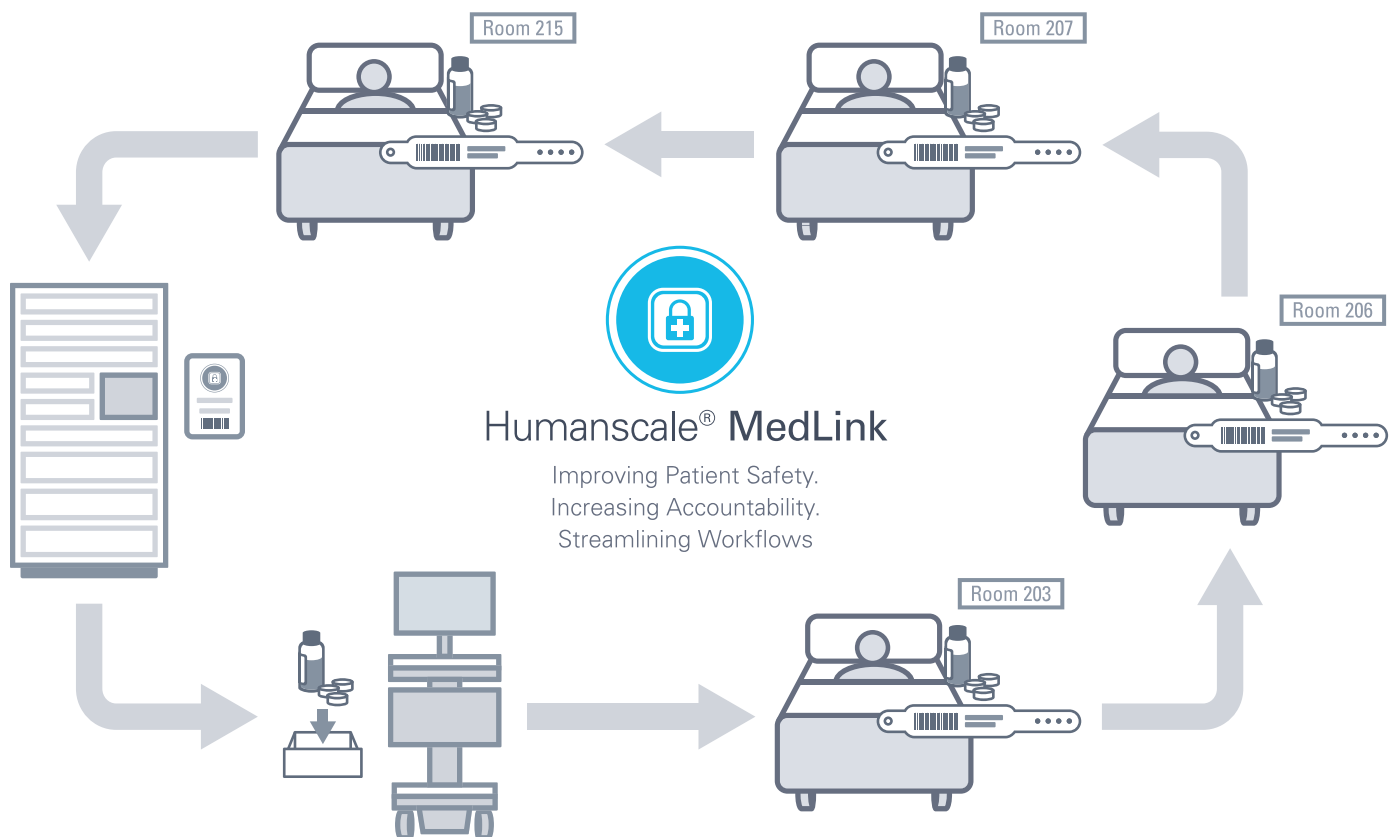 Room 215
Room 207
Room 206
Humanscale® MedLink
Improving Patient Safety.
Increasing Accountability.
Streamlining Workflows
Room 203